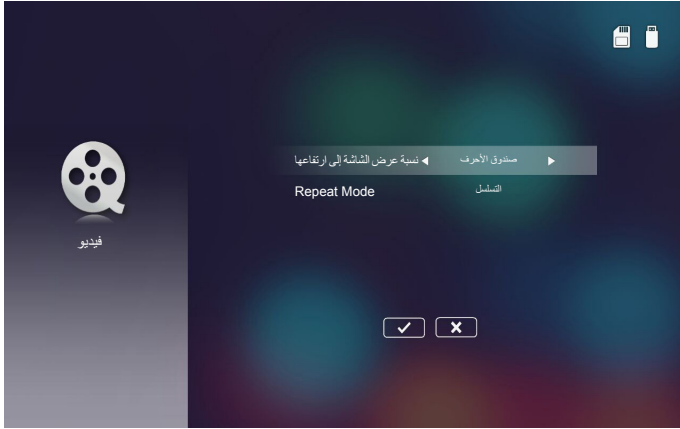 نسبة عرض الشاشة إلى ارتفاعها صندوق الأحرف
Repeat Mode التسلسل
فيديو